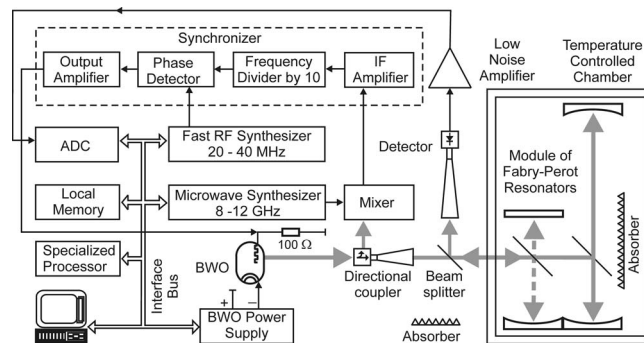 Synchronizer
Output
Amplifier
Phase
Detector
Frequency
Divider by 10
IF
Amplifier
Low
Noise
Amplifier
Temperature
Controlled
Chamber
ADC
Fast RF Synthesizer
20 - 40 MHz
Detector
Module of
Fabry-Perot
Resonators
Local
Memory
Microwave Synthesizer
8 -12 GHz
Mixer
Absorber
100 Ω
Specialized
Processor
Interface
Bus
BWO
Directional
coupler
Beam
splitter
+
−
BWO Power
Supply
Absorber